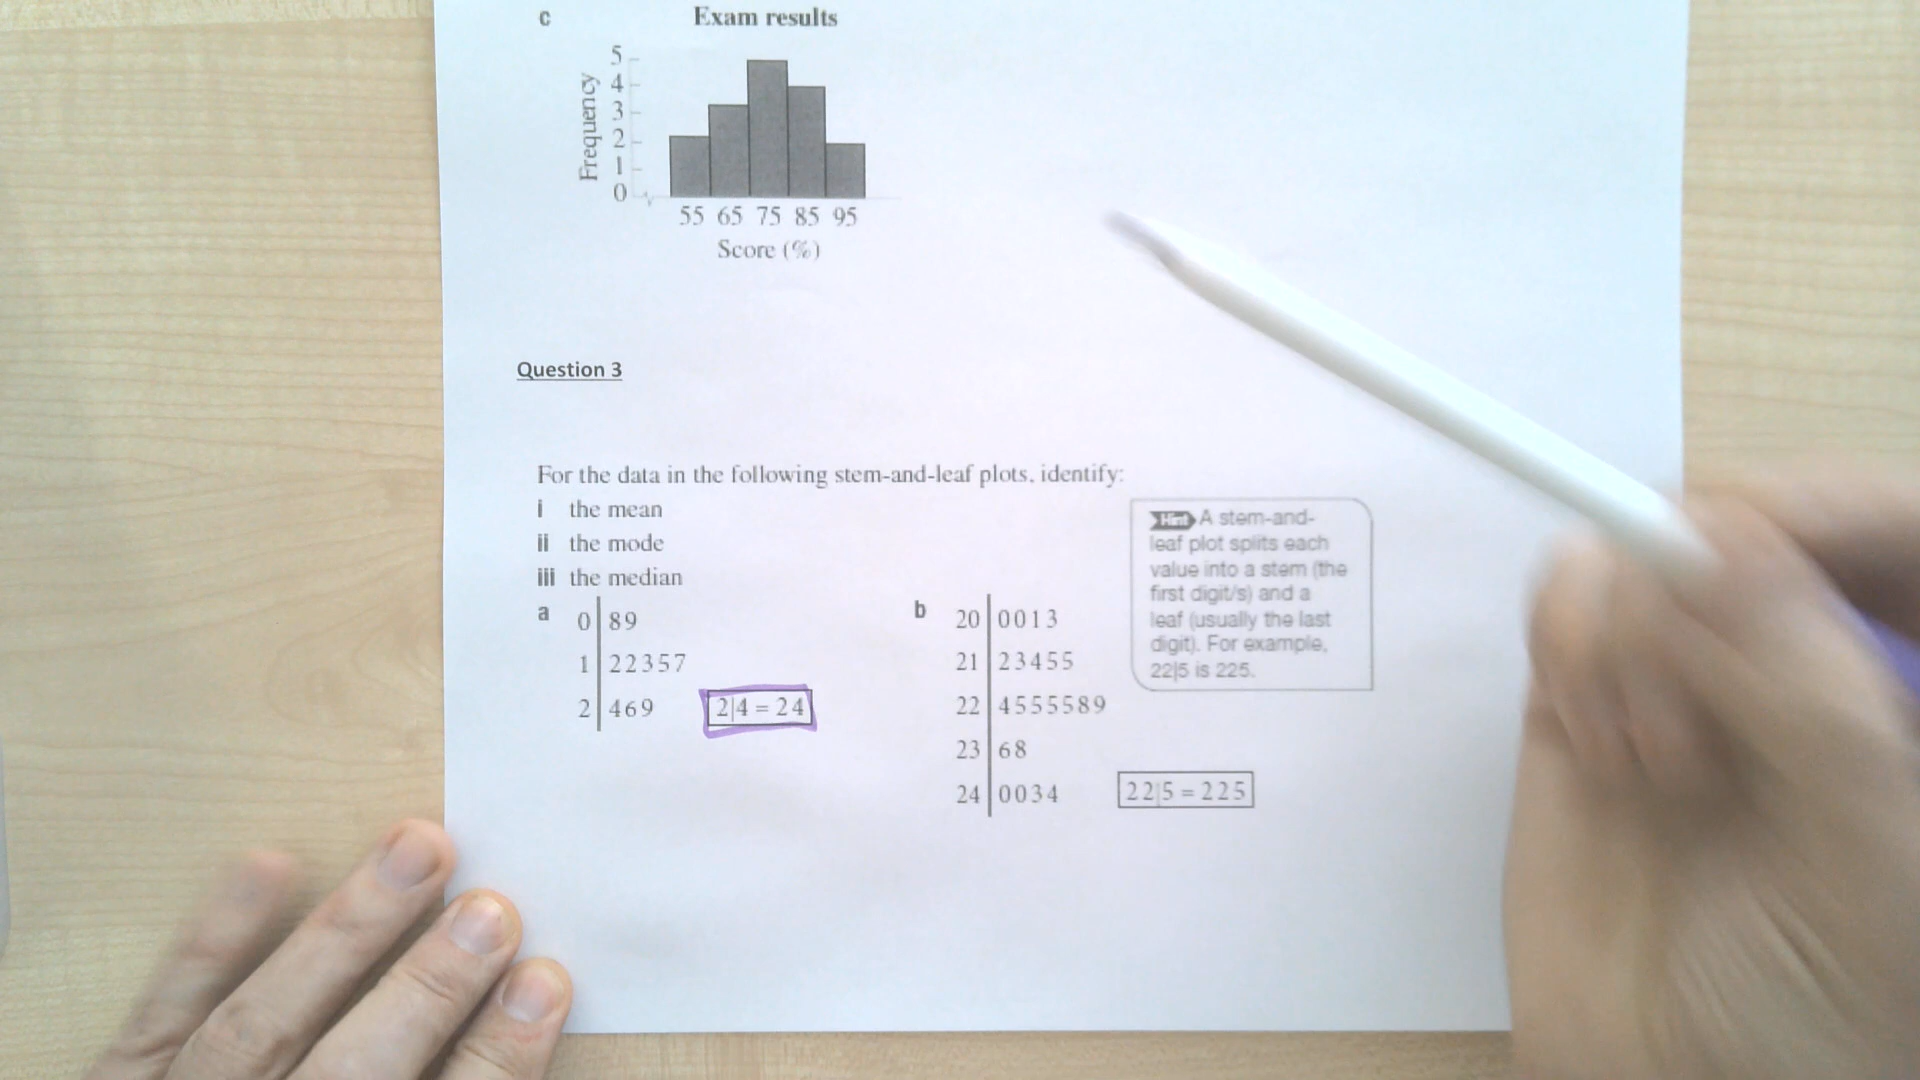 c
Exam results
5
4
3
2
1
0
Frequency
55 65 75 85 95
Score (%)
Question 3
For the data in the following stem-and-leaf plots, identify:
i the mean
ii the mode
iii the median
a
0|89
1|22357
2|469
2|4 = 24
b
20|0013
21|23455
22|4555589
23|68
24|0034
22|5 = 225
Hint A stem-and-
leaf plot splits each
value into a stem (the
first digit/s) and a
leaf (usually the last
digit). For example,
22|5 is 225.